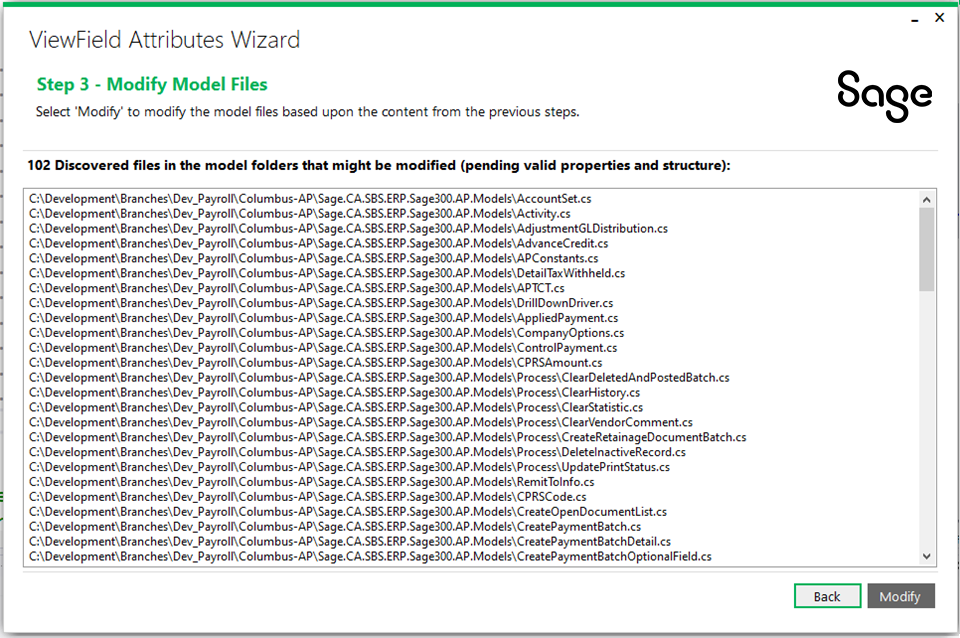 ViewField Attributes Wizard
Step 3 - Modify Model Files
Select 'Modify' to modify the model files based upon the content from the previous steps.
Sage
102 Discovered files in the model folders that might be modified (pending valid properties and structure):
C:\Development\Branches\Dev_Payroll\Columbus-AP\Sage.CA.SBS.ERP.Sage300.AP.Models\AccountSet.cs
C:\Development\Branches\Dev_Payroll\Columbus-AP\Sage.CA.SBS.ERP.Sage300.AP.Models\Activity.cs
C:\Development\Branches\Dev_Payroll\Columbus-AP\Sage.CA.SBS.ERP.Sage300.AP.Models\AdjustmentGLDistribution.cs
C:\Development\Branches\Dev_Payroll\Columbus-AP\Sage.CA.SBS.ERP.Sage300.AP.Models\AdvanceCredit.cs
C:\Development\Branches\Dev_Payroll\Columbus-AP\Sage.CA.SBS.ERP.Sage300.AP.Models\APConstants.cs
C:\Development\Branches\Dev_Payroll\Columbus-AP\Sage.CA.SBS.ERP.Sage300.AP.Models\DetailTaxWithheld.cs
C:\Development\Branches\Dev_Payroll\Columbus-AP\Sage.CA.SBS.ERP.Sage300.AP.Models\APTCT.cs
C:\Development\Branches\Dev_Payroll\Columbus-AP\Sage.CA.SBS.ERP.Sage300.AP.Models\DrillDownDriver.cs
C:\Development\Branches\Dev_Payroll\Columbus-AP\Sage.CA.SBS.ERP.Sage300.AP.Models\AppliedPayment.cs
C:\Development\Branches\Dev_Payroll\Columbus-AP\Sage.CA.SBS.ERP.Sage300.AP.Models\CompanyOptions.cs
C:\Development\Branches\Dev_Payroll\Columbus-AP\Sage.CA.SBS.ERP.Sage300.AP.Models\ControlPayment.cs
C:\Development\Branches\Dev_Payroll\Columbus-AP\Sage.CA.SBS.ERP.Sage300.AP.Models\CPRSAmount.cs
C:\Development\Branches\Dev_Payroll\Columbus-AP\Sage.CA.SBS.ERP.Sage300.AP.Models\Process\ClearDeletedAndPostedBatch.cs
C:\Development\Branches\Dev_Payroll\Columbus-AP\Sage.CA.SBS.ERP.Sage300.AP.Models\Process\ClearHistory.cs
C:\Development\Branches\Dev_Payroll\Columbus-AP\Sage.CA.SBS.ERP.Sage300.AP.Models\Process\ClearStatistic.cs
C:\Development\Branches\Dev_Payroll\Columbus-AP\Sage.CA.SBS.ERP.Sage300.AP.Models\Process\ClearVendorComment.cs
C:\Development\Branches\Dev_Payroll\Columbus-AP\Sage.CA.SBS.ERP.Sage300.AP.Models\Process\CreateRetainageDocumentBatch.cs
C:\Development\Branches\Dev_Payroll\Columbus-AP\Sage.CA.SBS.ERP.Sage300.AP.Models\Process\DeleteInactiveRecord.cs
C:\Development\Branches\Dev_Payroll\Columbus-AP\Sage.CA.SBS.ERP.Sage300.AP.Models\Process\UpdatePrintStatus.cs
C:\Development\Branches\Dev_Payroll\Columbus-AP\Sage.CA.SBS.ERP.Sage300.AP.Models\RemitToInfo.cs
C:\Development\Branches\Dev_Payroll\Columbus-AP\Sage.CA.SBS.ERP.Sage300.AP.Models\CPRSCode.cs
C:\Development\Branches\Dev_Payroll\Columbus-AP\Sage.CA.SBS.ERP.Sage300.AP.Models\CreateOpenDocumentList.cs
C:\Development\Branches\Dev_Payroll\Columbus-AP\Sage.CA.SBS.ERP.Sage300.AP.Models\CreatePaymentBatch.cs
C:\Development\Branches\Dev_Payroll\Columbus-AP\Sage.CA.SBS.ERP.Sage300.AP.Models\CreatePaymentBatchDetail.cs
C:\Development\Branches\Dev_Payroll\Columbus-AP\Sage.CA.SBS.ERP.Sage300.AP.Models\CreatePaymentBatchOptionalField.cs
Back
Modify